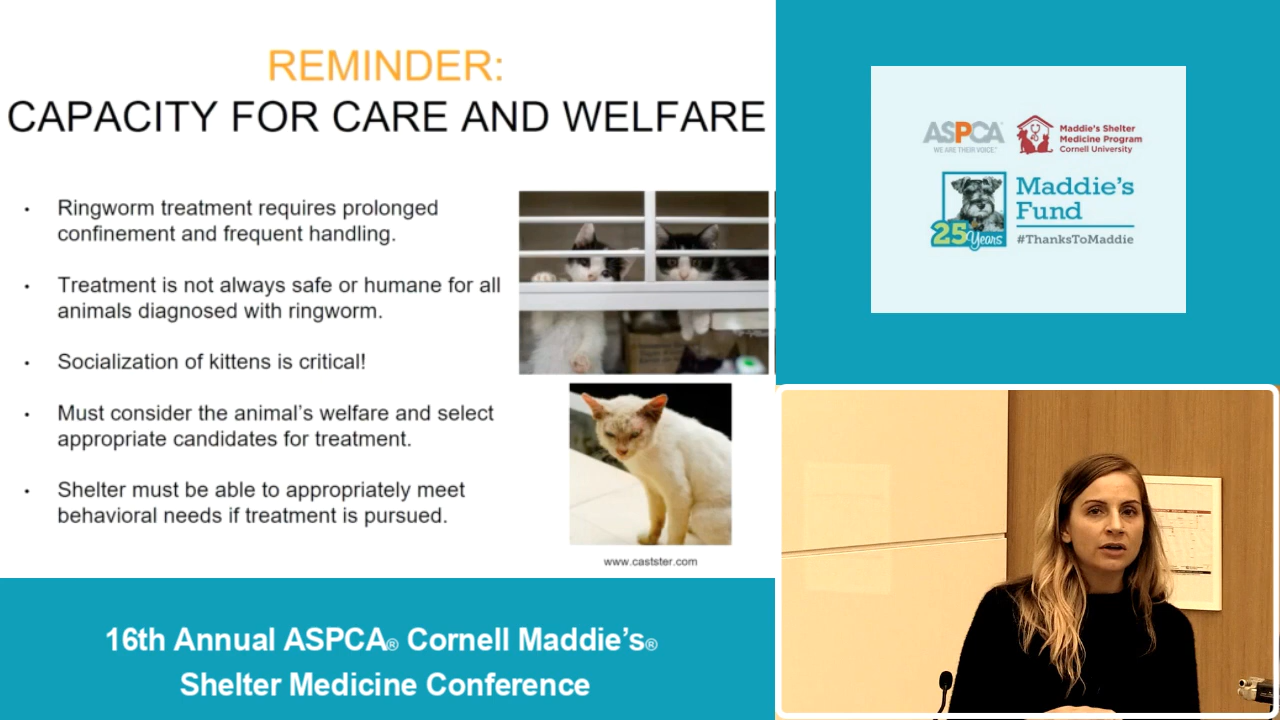 REMINDER:
CAPACITY FOR CARE AND WELFARE
• Ringworm treatment requires prolonged
confinement and frequent handling.
• Treatment is not always safe or humane for all
animals diagnosed with ringworm.
• Socialization of kittens is critical!
• Must consider the animal's welfare and select
appropriate candidates for treatment.
• Shelter must be able to appropriately meet
behavioral needs if treatment is pursued.
www.castster.com
16th Annual ASPCA® Cornell Maddie's®
Shelter Medicine Conference
ASPCA
WE ARE THEIR VOICE.
Maddie's Shelter
Medicine Program
Cornell University
Maddie's
Fund
25 Years
#ThanksToMaddie